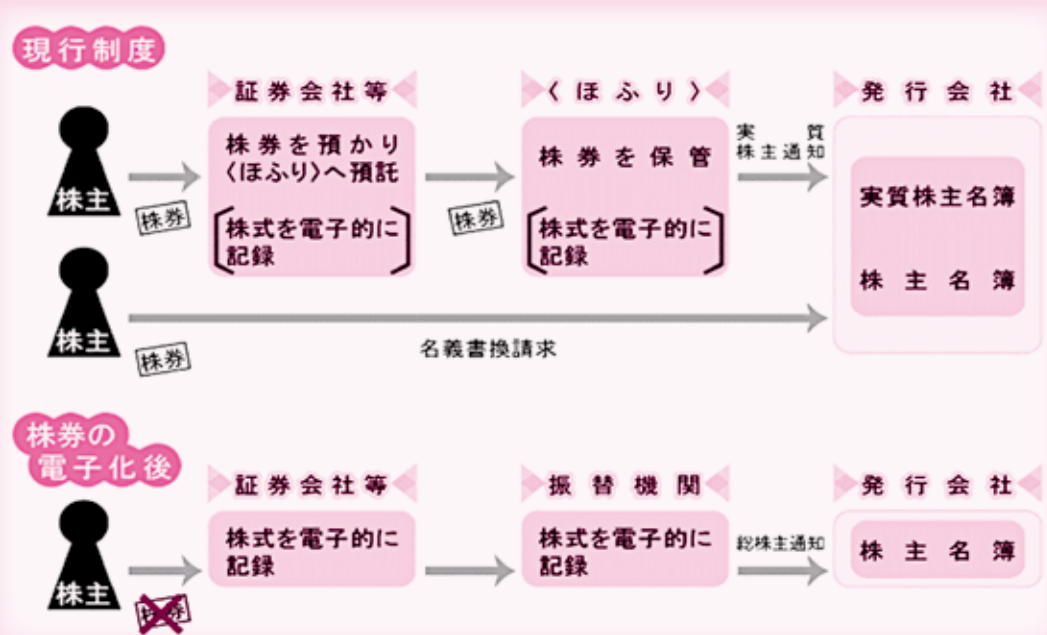 現行制度
証券会社等
〈ほふり〉
発行会社
株主
株券
株券を預かり
〈ほふり〉へ預託
株式を電子的に
記録
株券
株券を保管
株式を電子的に
記録
実質
株主通知
実質株主名簿
株主名簿
株主
株券
名義書換請求
株券の
電子化後
証券会社等
振替機関
発行会社
株主
株券
株式を電子的に
記録
株式を電子的に
記録
総株主通知
株主名簿